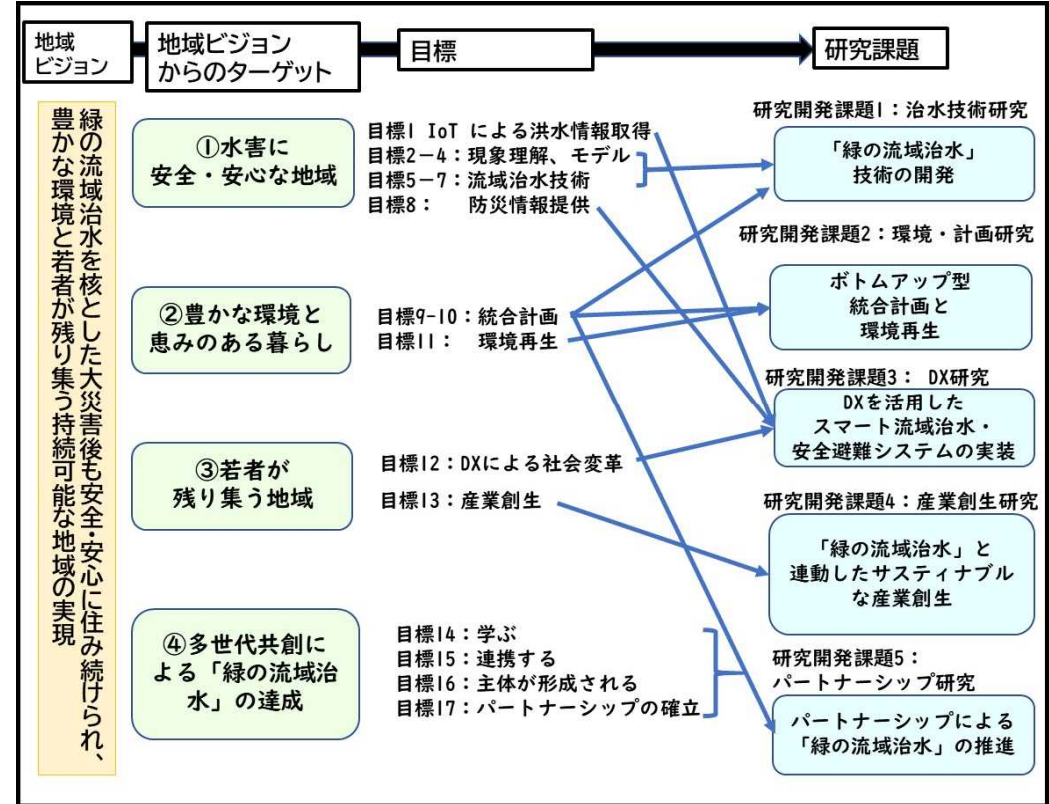 地域
ビジョン
地域ビジョン
からのターゲット
目標
研究課題
緑の流域治水を核とした大災害後も安全・安心に住み続けられ、
豊かな環境と若者が残り集う持続可能な地域の実現
①水害に
安全・安心な地域
目標1 IoT による洪水情報取得
目標2－4：現象理解、モデル
目標5－7：流域治水技術
目標8： 防災情報提供
研究開発課題1：治水技術研究
「緑の流域治水」
技術の開発
研究開発課題2：環境・計画研究
②豊かな環境と
恵みのある暮らし
目標9-10：統合計画
目標11： 環境再生
ボトムアップ型
統合計画と
環境再生
研究開発課題3： DX研究
DXを活用した
スマート流域治水・
安全避難システムの実装
③若者が
残り集う地域
目標12：DXによる社会変革
目標13：産業創生
研究開発課題4：産業創生研究
「緑の流域治水」と
連動したサスティナブル
な産業創生
④多世代共創に
よる「緑の流域治
水」の達成
目標14：学ぶ
目標15：連携する
目標16：主体が形成される
目標17：パートナーシップの確立
研究開発課題5：
パートナーシップ研究
パートナーシップによる
「緑の流域治水」の推進